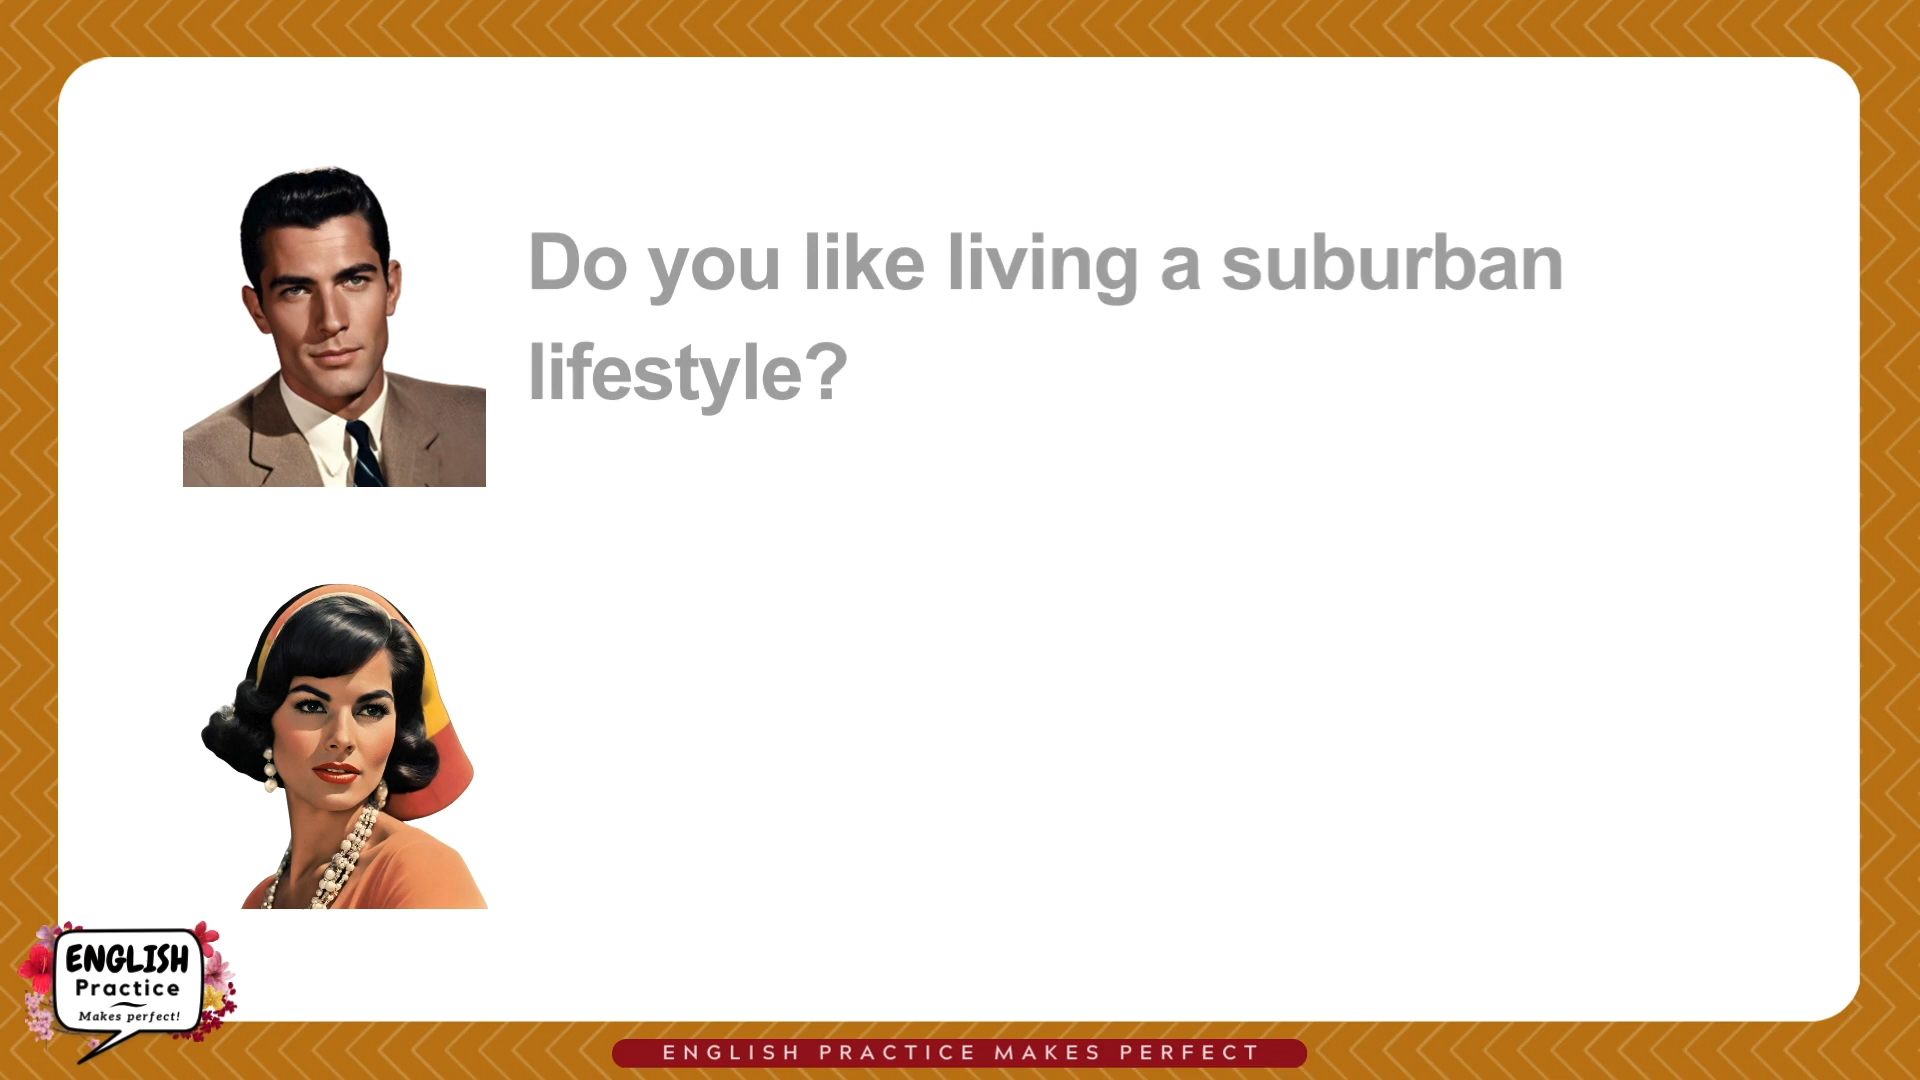 Do you like living a suburban
lifestyle?
ENGLISH
Practice
Makes perfect!
ENGLISH PRACTICE MAKES PERFECT